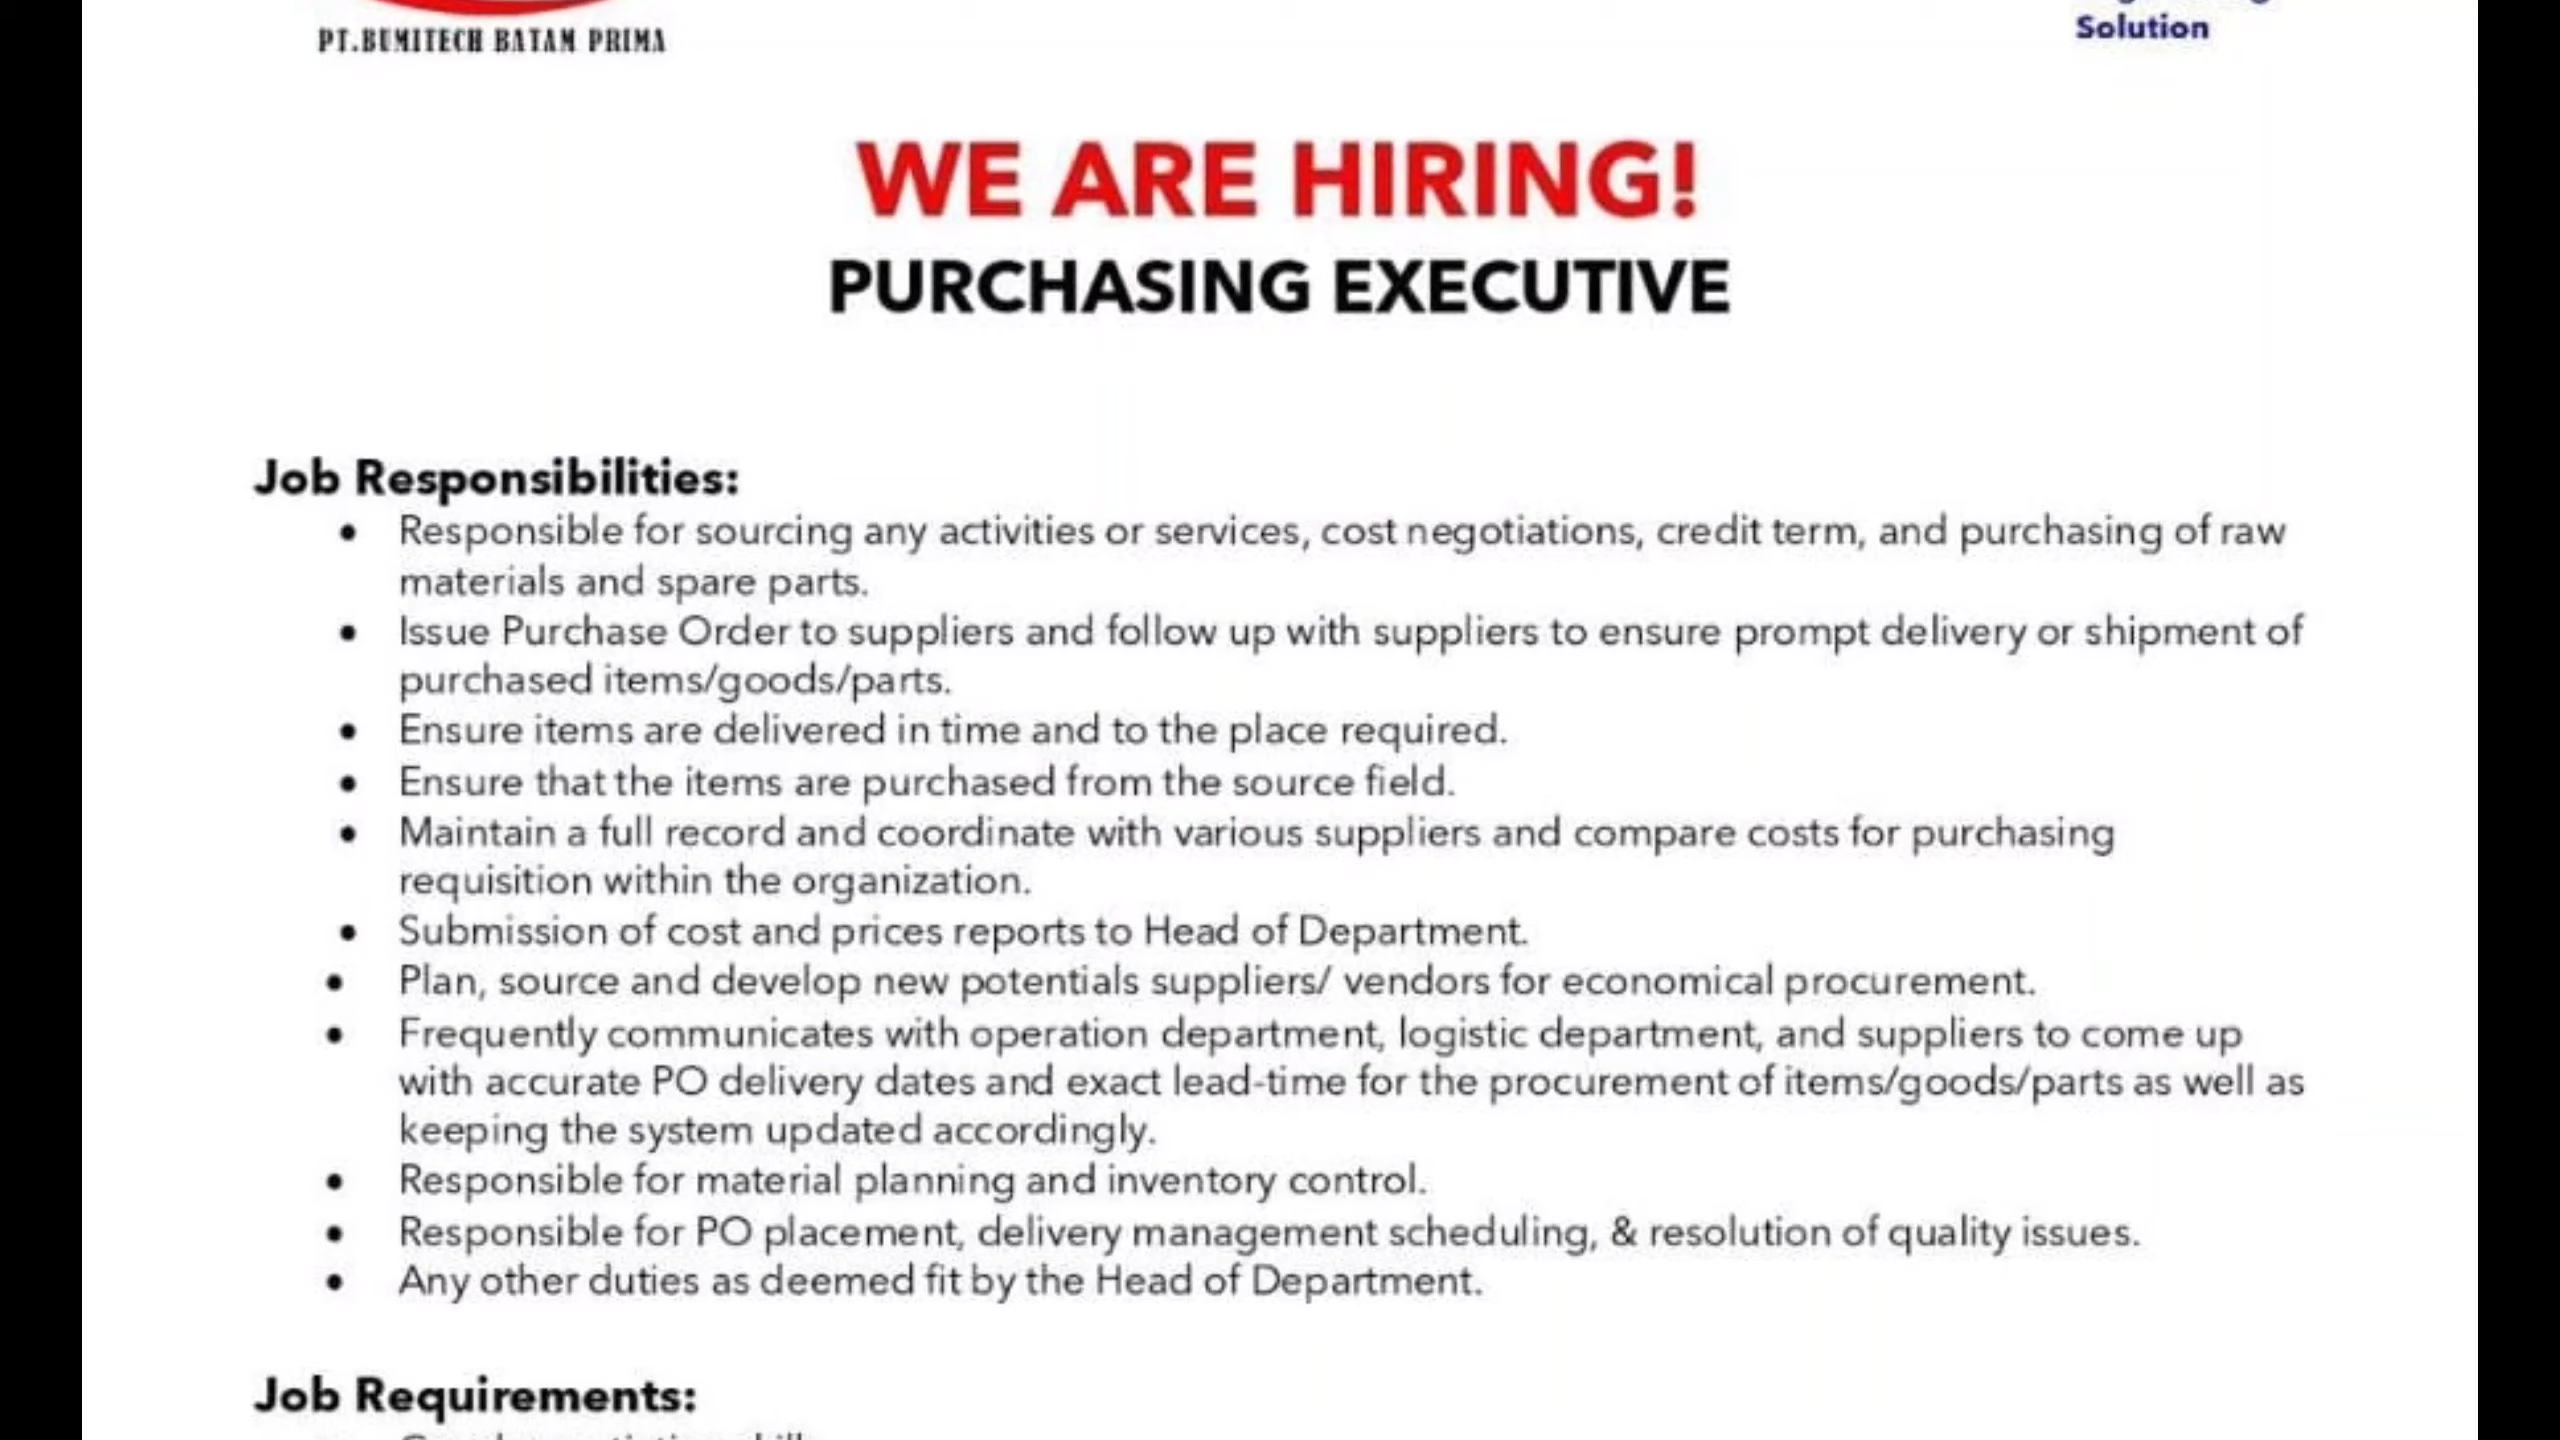 PT.BUMITECH BATAM PRIMA
Solution
WE ARE HIRING!
PURCHASING EXECUTIVE
Job Responsibilities:
• Responsible for sourcing any activities or services, cost negotiations, credit term, and purchasing of raw
materials and spare parts.
• Issue Purchase Order to suppliers and follow up with suppliers to ensure prompt delivery or shipment of
purchased items/goods/parts.
• Ensure items are delivered in time and to the place required.
• Ensure that the items are purchased from the source field.
• Maintain a full record and coordinate with various suppliers and compare costs for purchasing
requisition within the organization.
• Submission of cost and prices reports to Head of Department.
• Plan, source and develop new potentials suppliers/ vendors for economical procurement.
• Frequently communicates with operation department, logistic department, and suppliers to come up
with accurate PO delivery dates and exact lead-time for the procurement of items/goods/parts as well as
keeping the system updated accordingly.
• Responsible for material planning and inventory control.
• Responsible for PO placement, delivery management scheduling, & resolution of quality issues.
• Any other duties as deemed fit by the Head of Department.
Job Requirements: